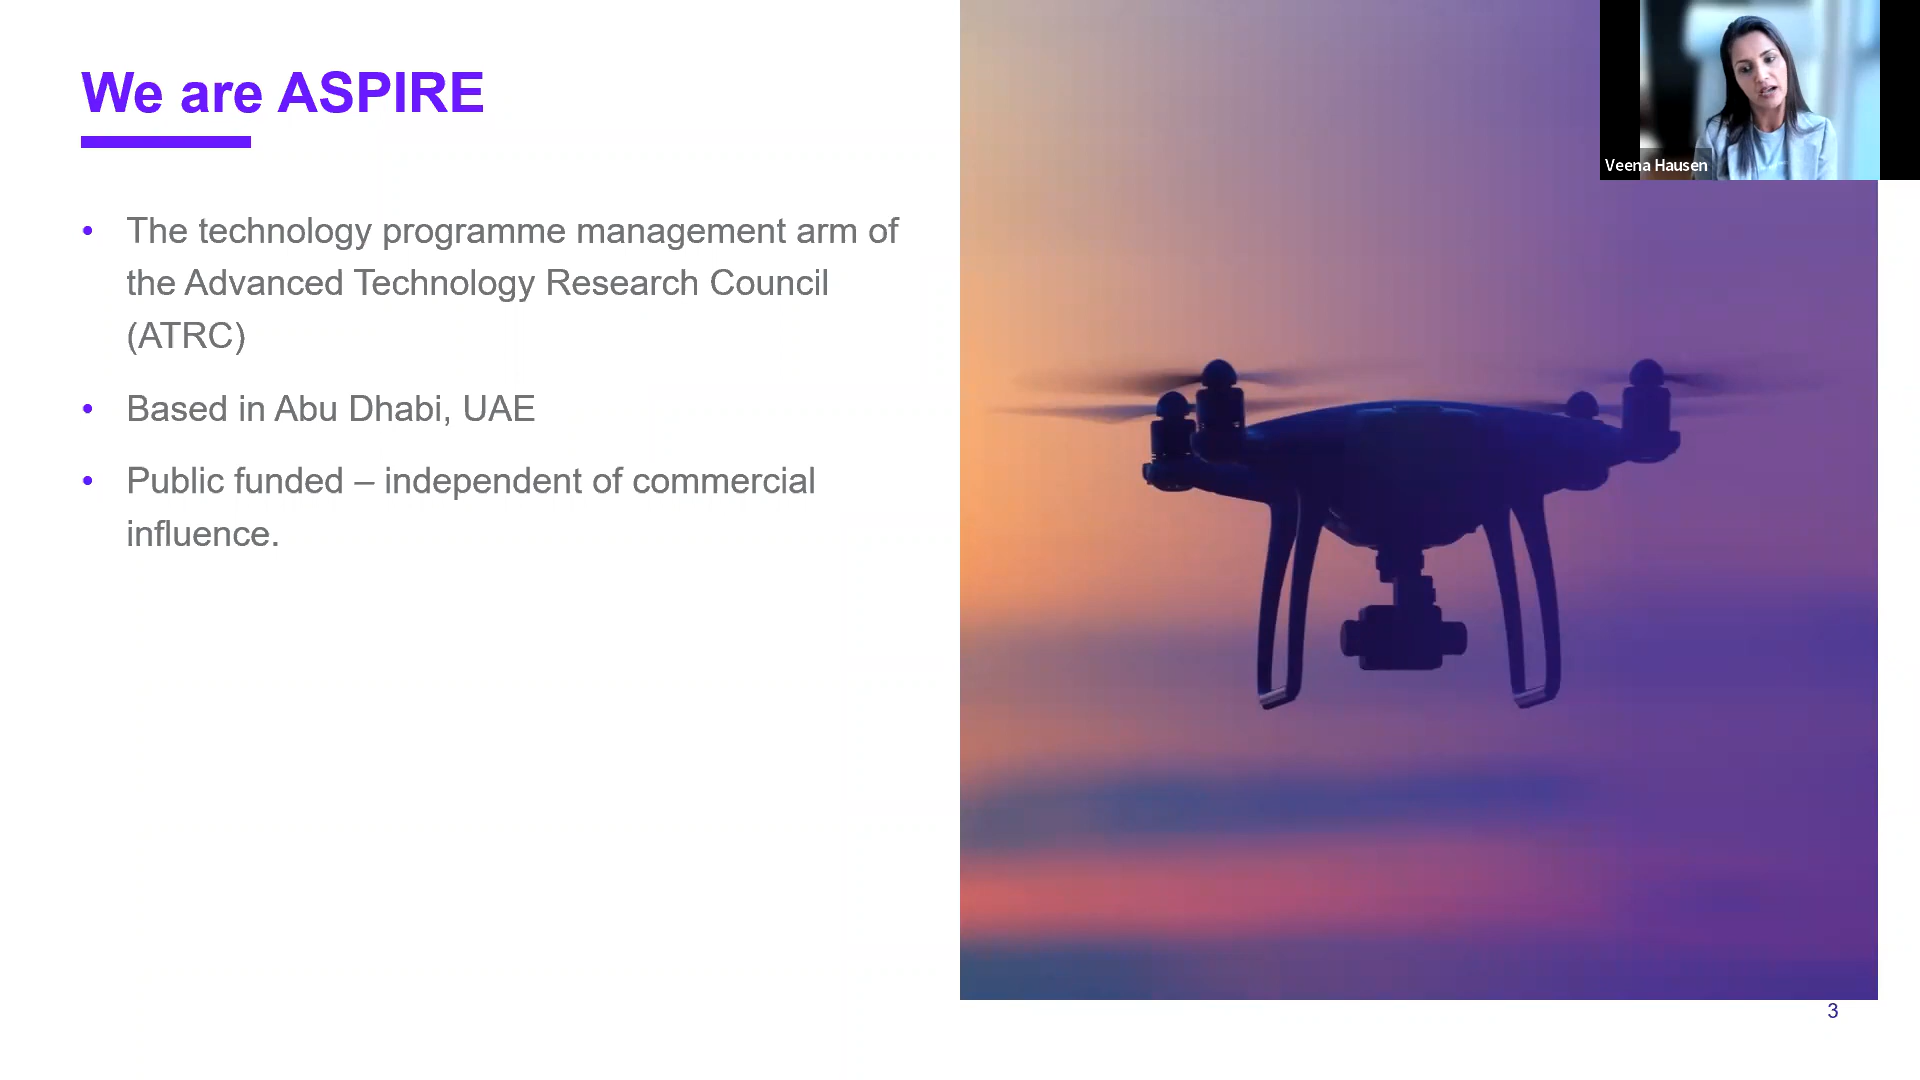 We are ASPIRE
• The technology programme management arm of
the Advanced Technology Research Council
(ATRC)
• Based in Abu Dhabi, UAE
• Public funded – independent of commercial
influence.
Veena Hausen
3